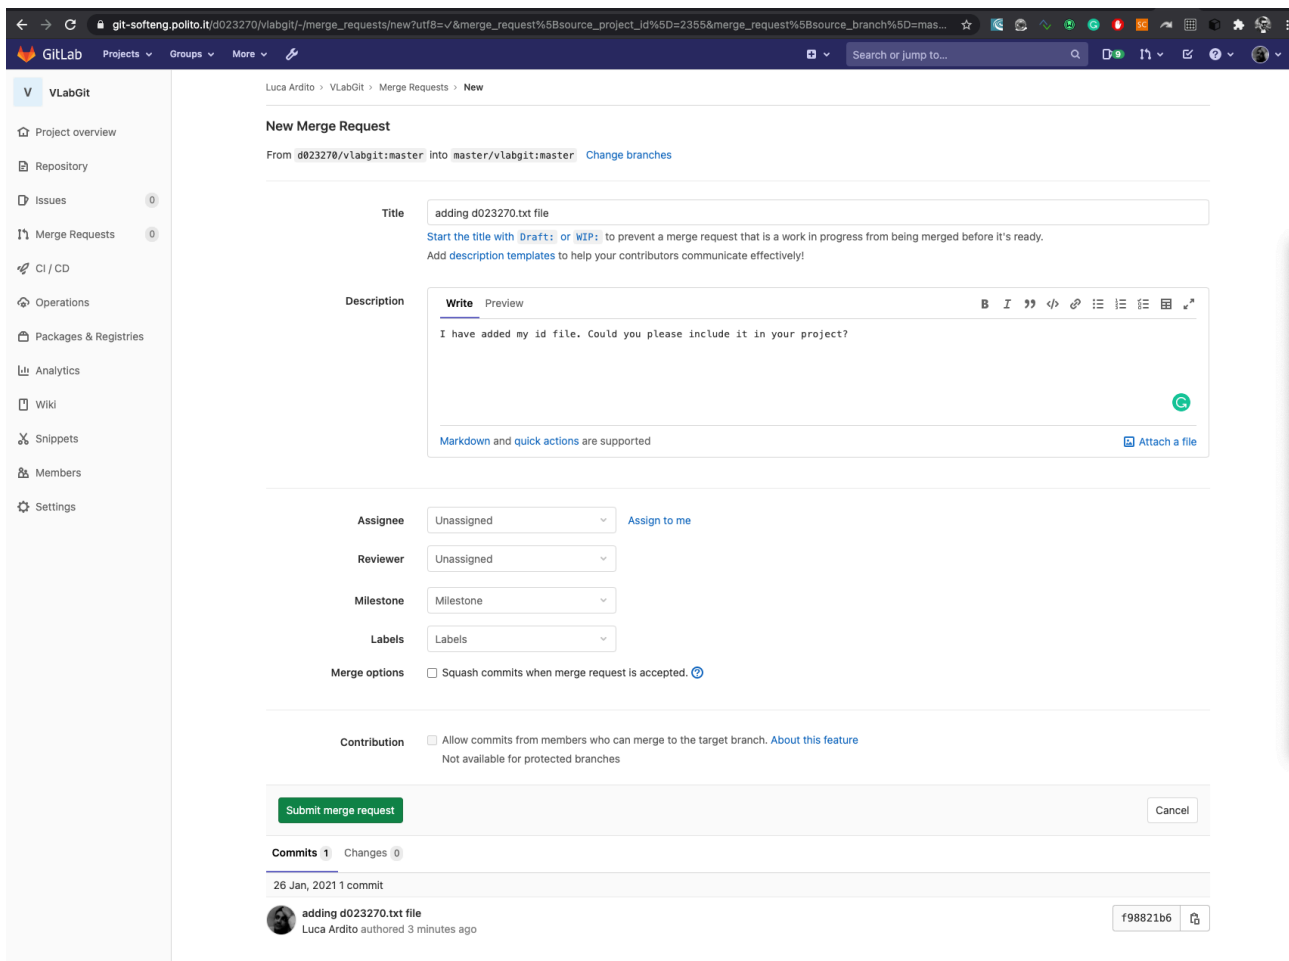 git-softeng.polito.it/d023270/vlabgit/-/merge_requests/new?utf8=✓&merge_request%5Bsource_project_id%5D=2355&merge_request%5Bsource_branch%5D=mas...
GitLab Projects Groups More Search or jump to... 9
V VLabGit
Project overview
Repository
Issues 0
Merge Requests 0
CI / CD
Operations
Packages & Registries
Analytics
Wiki
Snippets
Members
Settings
Luca Ardito > VLabGit > Merge Requests > New
New Merge Request
From d023270/vlabgit:master into master/vlabgit:master Change branches
Title adding d023270.txt file
Start the title with Draft: or WIP: to prevent a merge request that is a work in progress from being merged before it's ready.
Add description templates to help your contributors communicate effectively!
Description Write Preview
I have added my id file. Could you please include it in your project?
Markdown and quick actions are supported Attach a file
Assignee Unassigned Assign to me
Reviewer Unassigned
Milestone Milestone
Labels Labels
Merge options Squash commits when merge request is accepted.
Contribution Allow commits from members who can merge to the target branch. About this feature
Not available for protected branches
Submit merge request Cancel
Commits 1 Changes 0
26 Jan, 2021 1 commit
adding d023270.txt file
Luca Ardito authored 3 minutes ago f98821b6